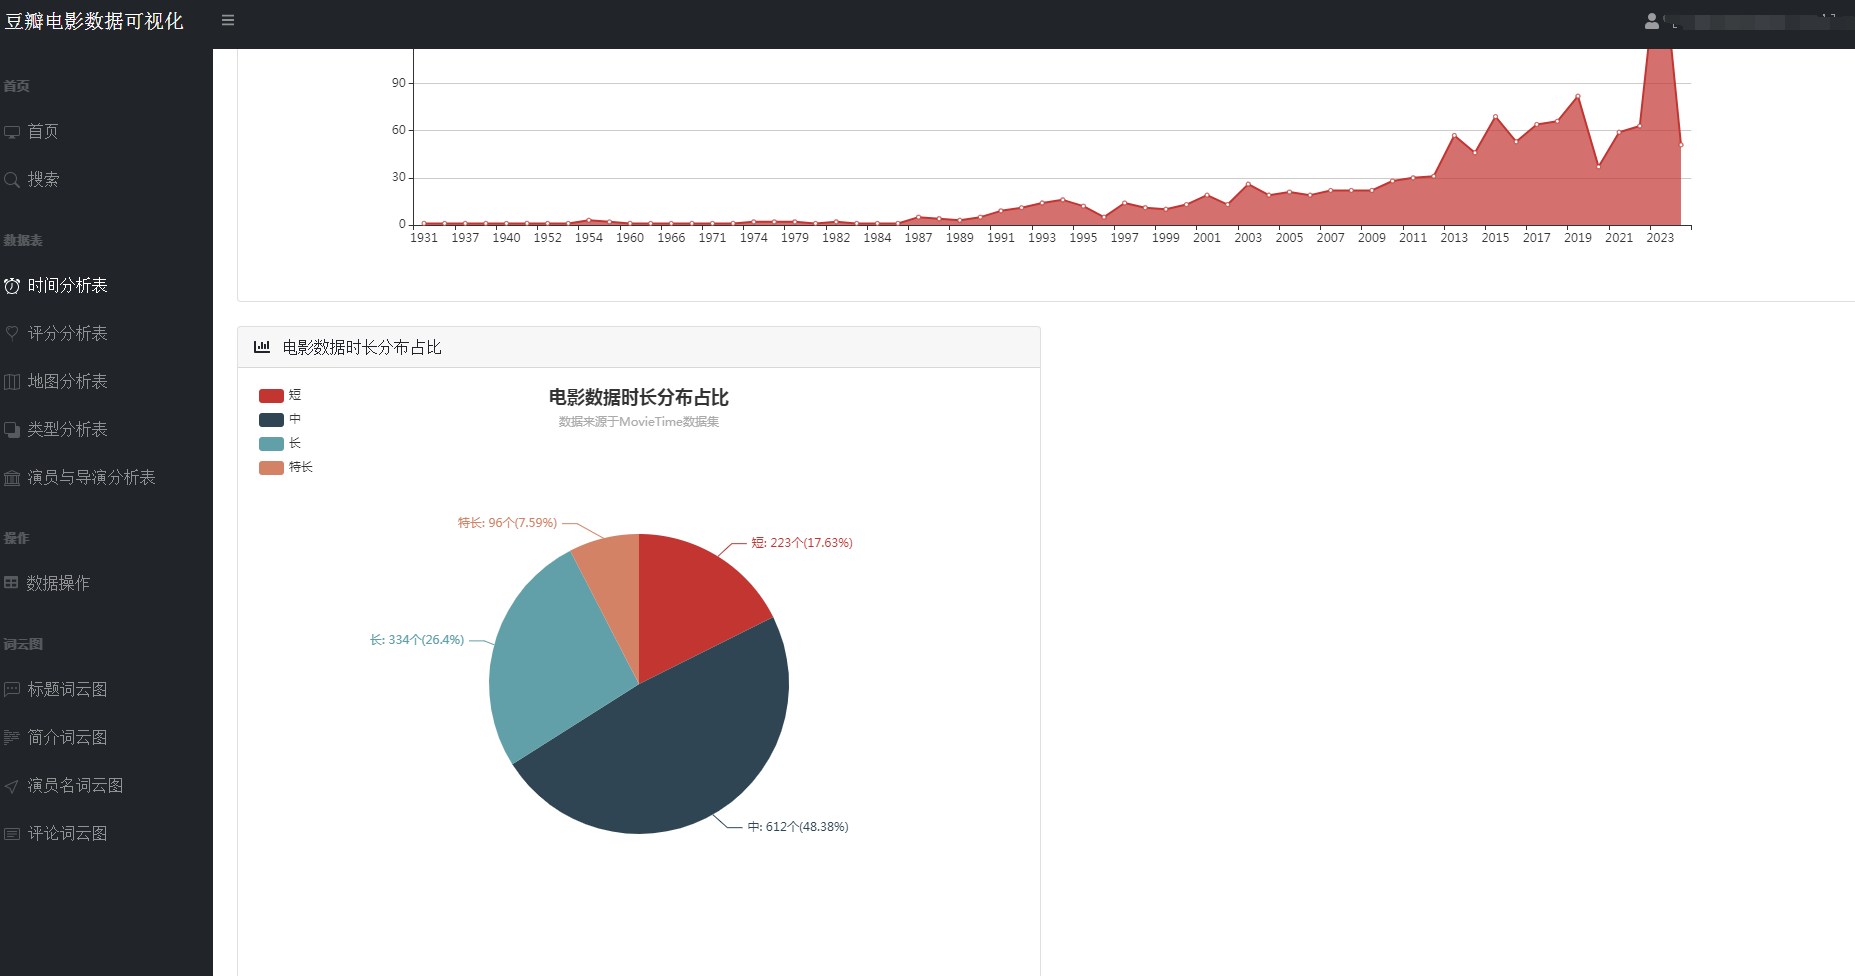 豆瓣电影数据可视化
首页
首页
搜索
数据表
时间分析表
评分分析表
地图分析表
类型分析表
演员与导演分析表
操作
数据操作
词云图
标题词云图
简介词云图
演员名词云图
评论词云图
90
60
30
0
1931 1937 1940 1952 1954 1960 1966 1971 1974 1979 1982 1984 1987 1989 1991 1993 1995 1997 1999 2001 2003 2005 2007 2009 2011 2013 2015 2017 2019 2021 2023
电影数据时长分布占比
短
中
长
特长
电影数据时长分布占比
数据来源于MovieTime数据集
特长: 96个(7.59%)
短: 223个(17.63%)
长: 334个(26.4%)
中: 612个(48.38%)